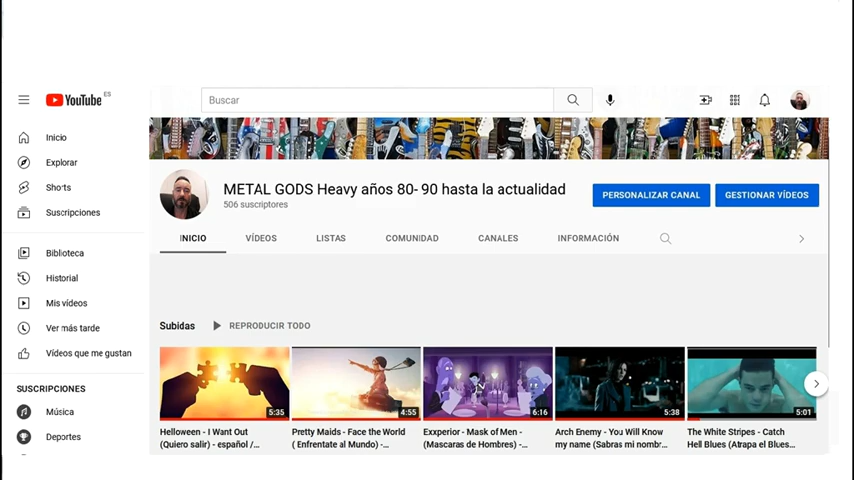 YouTube ES
Buscar
Inicio
Explorar
Shorts
Suscripciones
Biblioteca
Historial
Mis vídeos
Ver más tarde
Vídeos que me gustan
SUSCRIPCIONES
Música
Deportes
METAL GODS Heavy años 80- 90 hasta la actualidad
506 suscriptores
PERSONALIZAR CANAL
GESTIONAR VÍDEOS
INICIO VÍDEOS LISTAS COMUNIDAD CANALES INFORMACIÓN
Subidas REPRODUCIR TODO
5:35
Helloween - I Want Out
(Quiero salir) - español /...
4:55
Pretty Maids - Face the World
( Enfrentate al Mundo) -...
6:16
Exxperior - Mask of Men -
(Mascaras de Hombres) -...
5:38
Arch Enemy - You Will Know
my name (Sabras mi nombr...
5:01
The White Stripes - Catch
Hell Blues (Atrapa el Blues...